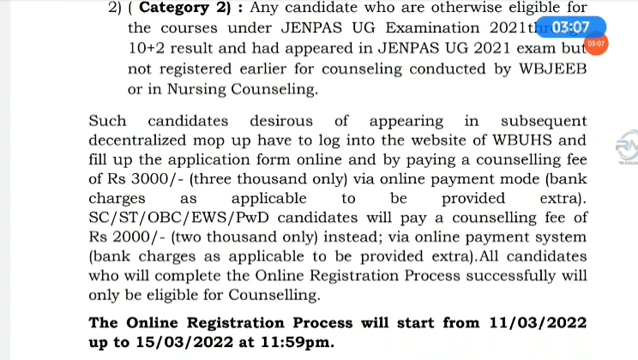 2) ( Category 2) : Any candidate who are otherwise eligible for
the courses under JENPAS UG Examination 2021
03:07
10+2 result and had appeared in JENPAS UG 2021 exam but
03:07
not registered earlier for counseling conducted by WBJEEB
or in Nursing Counseling.
Such candidates desirous of appearing in subsequent
decentralized mop up have to log into the website of WBUHS and
fill up the application form online and by paying a counselling fee
of Rs 3000/- (three thousand only) via online payment mode (bank
charges as applicable to be provided extra).
SC/ST/OBC/EWS/PwD candidates will pay a counselling fee of
Rs 2000/- (two thousand only) instead; via online payment system
(bank charges as applicable to be provided extra).All candidates
who will complete the Online Registration Process successfully will
only be eligible for Counselling.
The Online Registration Process will start from 11/03/2022
up to 15/03/2022 at 11:59pm.